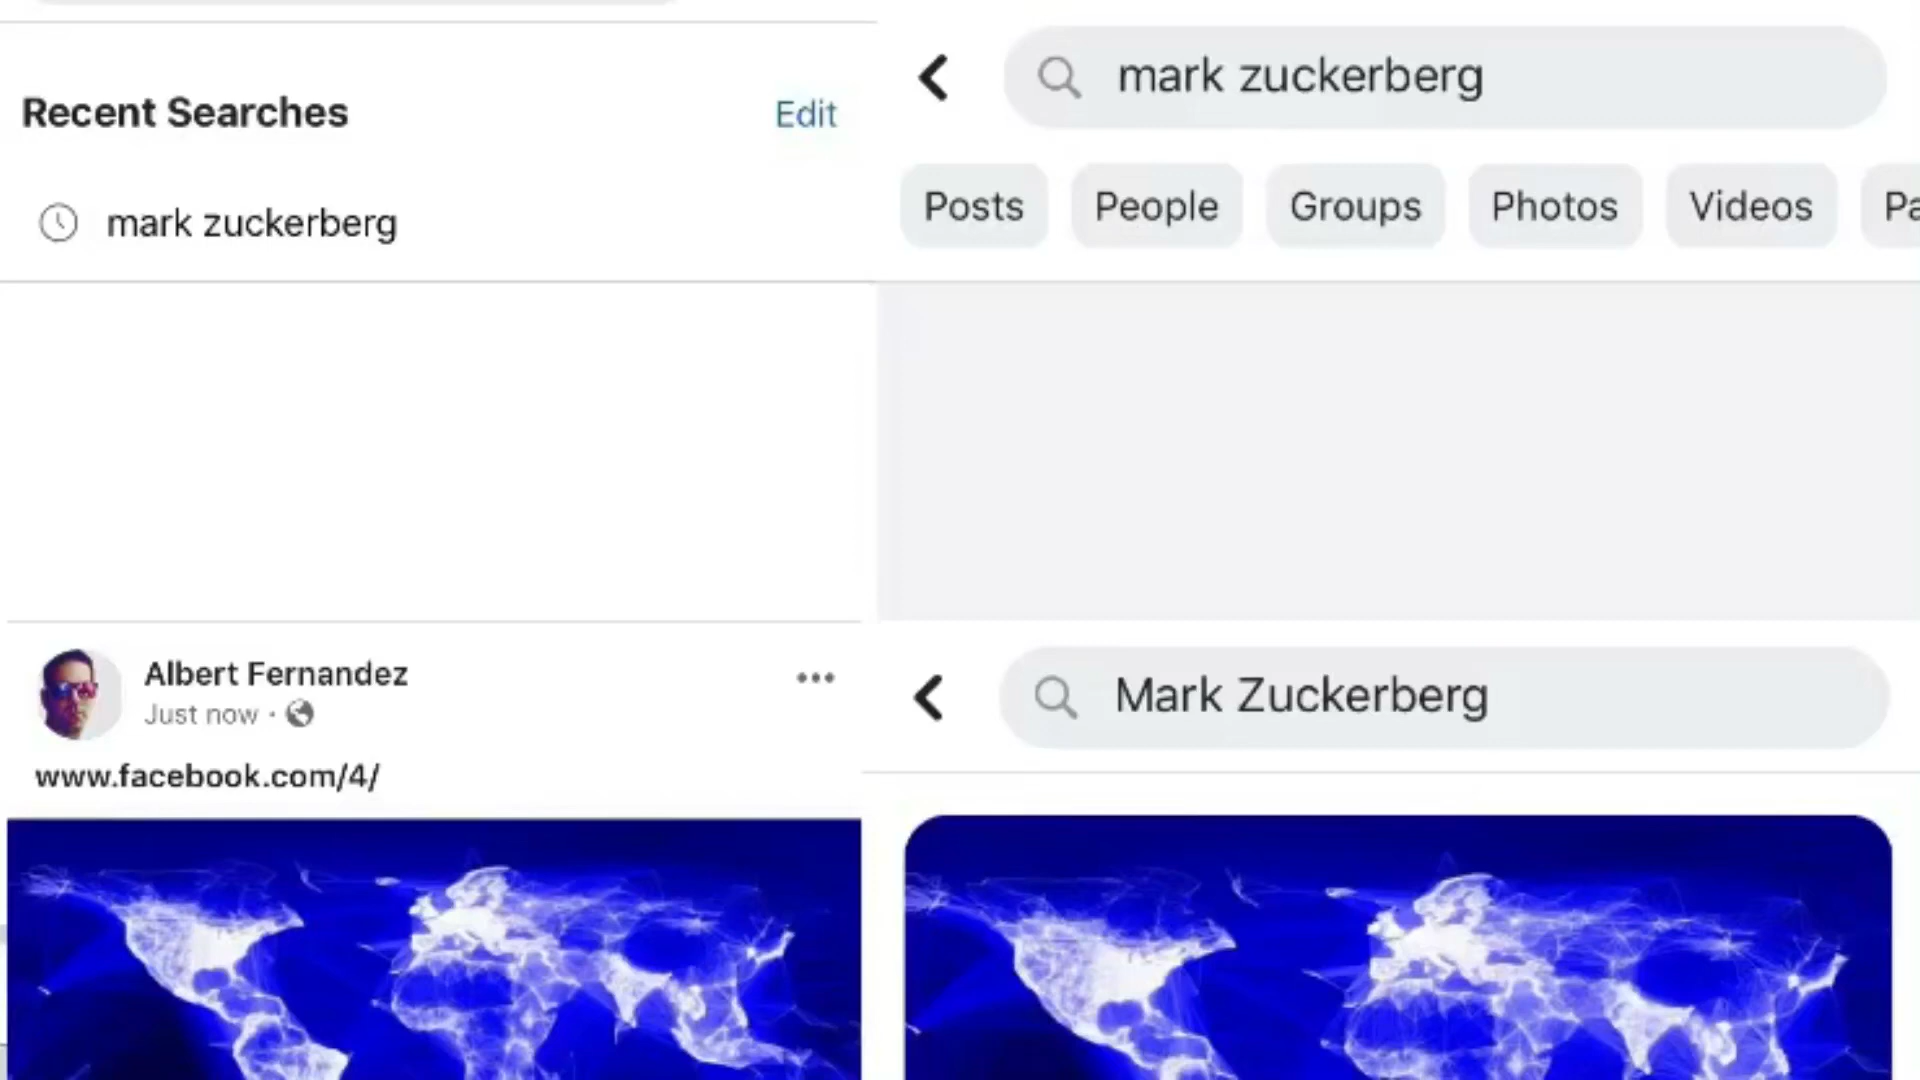 Recent Searches
Edit
mark zuckerberg
mark zuckerberg
Posts
People
Groups
Photos
Videos
Pa
Albert Fernandez
Just now ·
www.facebook.com/4/
Mark Zuckerberg